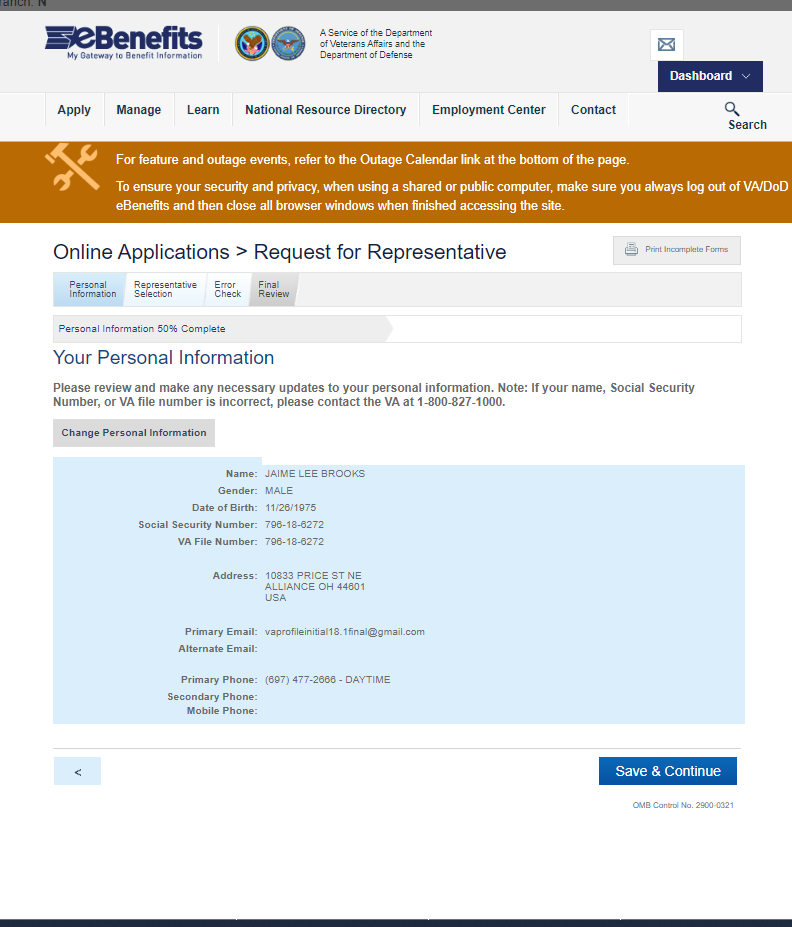 ranch: N
eBenefits
My Gateway to Benefit Information
A Service of the Department
of Veterans Affairs and the
Department of Defense
Dashboard
Apply
Manage
Learn
National Resource Directory
Employment Center
Contact
Search
For feature and outage events, refer to the Outage Calendar link at the bottom of the page.
To ensure your security and privacy, when using a shared or public computer, make sure you always log out of VA/DoD
eBenefits and then close all browser windows when finished accessing the site.
Online Applications > Request for Representative
Print Incomplete Forms
Personal
Information
Representative
Selection
Error
Check
Final
Review
Personal Information 50% Complete
Your Personal Information
Please review and make any necessary updates to your personal information. Note: If your name, Social Security
Number, or VA file number is incorrect, please contact the VA at 1-800-827-1000.
Change Personal Information
Name: JAIME LEE BROOKS
Gender: MALE
Date of Birth: 11/26/1975
Social Security Number: 796-18-6272
VA File Number: 796-18-6272
Address: 10833 PRICE ST NE
ALLIANCE OH 44601
USA
Primary Email: vaprofileinitial18.1final@gmail.com
Alternate Email:
Primary Phone: (697) 477-2666 - DAYTIME
Secondary Phone:
Mobile Phone:
<
Save & Continue
OMB Control No. 2900-0321